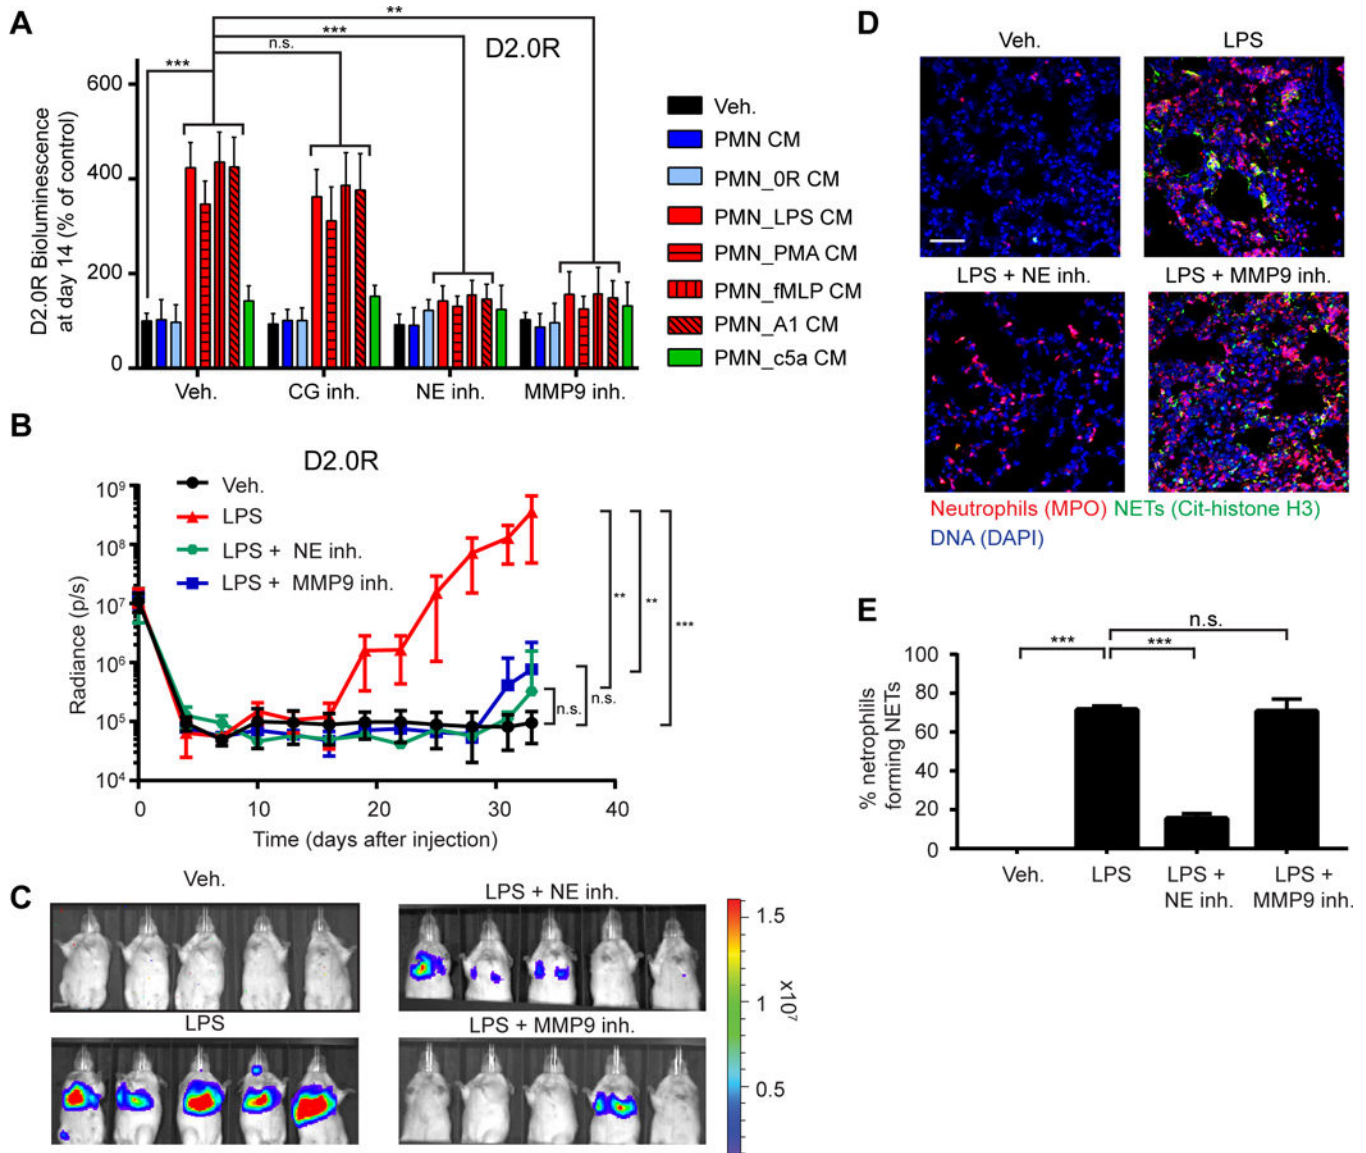 A
D2.0R
**
***
n.s.
***
D2.0R Bioluminescence
at day 14 (% of control)
600
400
200
0
Veh.
CG inh.
NE inh.
MMP9 inh.
Veh.
PMN CM
PMN_0R CM
PMN_LPS CM
PMN_PMA CM
PMN_fMLP CM
PMN_A1 CM
PMN_c5a CM
B
D2.0R
Veh.
LPS
LPS + NE inh.
LPS + MMP9 inh.
Radiance (p/s)
10⁹
10⁸
10⁷
10⁶
10⁵
10⁴
0
10
20
30
40
Time (days after injection)
**
**
***
n.s.
n.s.
C
Veh.
LPS + NE inh.
LPS
LPS + MMP9 inh.
1.5
1
0.5
x10⁷
D
Veh.
LPS
LPS + NE inh.
LPS + MMP9 inh.
Neutrophils (MPO) NETs (Cit-histone H3)
DNA (DAPI)
E
n.s.
***
***
% netrophlils
forming NETs
100
80
60
40
20
0
Veh.
LPS
LPS +
NE inh.
LPS +
MMP9 inh.